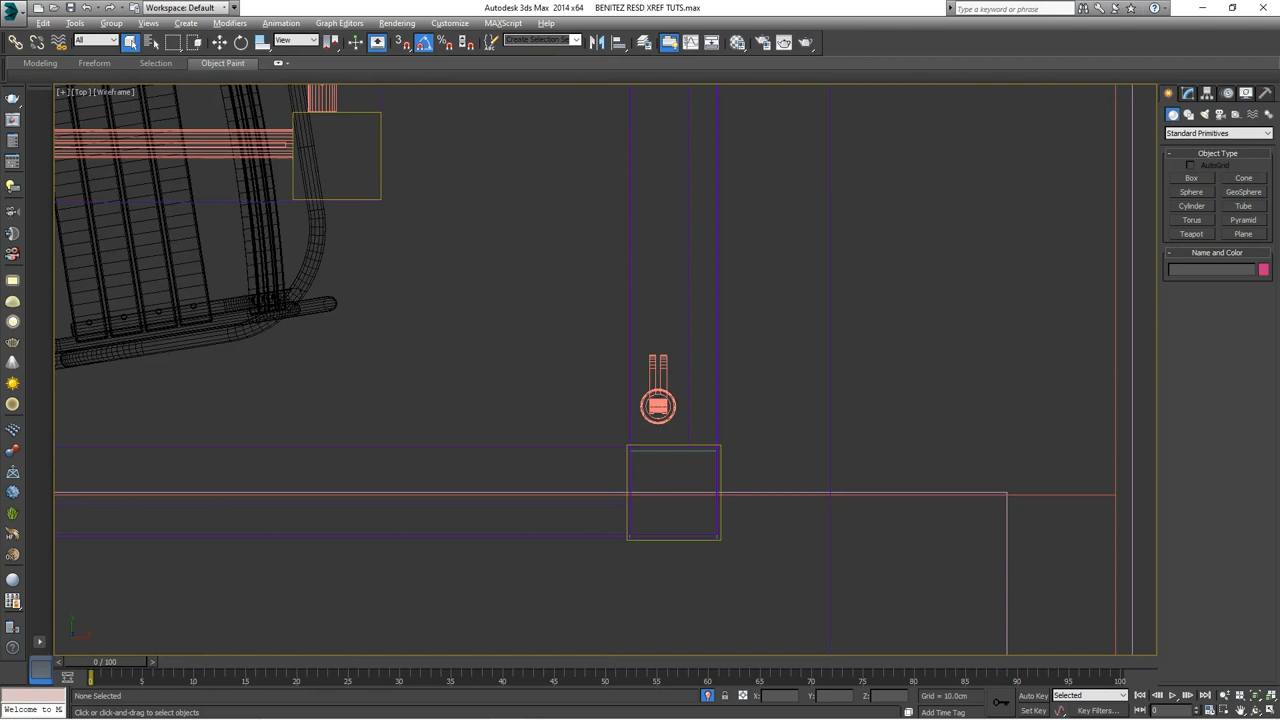 Workspace: Default
Autodesk 3ds Max 2014 x64 BENITEZ RESD XREF TUTS.max
Type a keyword or phrase
Edit Tools Group Views Create Modifiers Animation Graph Editors Rendering Customize MAXScript Help
All View 3 Create Selection Se
Modeling Freeform Selection Object Paint
[+] [Top] [Wireframe]
Standard Primitives
- Object Type
AutoGrid
Box Cone
Sphere GeoSphere
Cylinder Tube
Torus Pyramid
Teapot Plane
- Name and Color
0 / 100
0 5 10 15 20 25 30 35 40 45 50 55 60 65 70 75 80 85 90 95 100
None Selected X: Y: Z: Grid = 10.0cm Auto Key Selected
Welcome to M Click or click-and-drag to select objects Add Time Tag Set Key Key Filters... 0